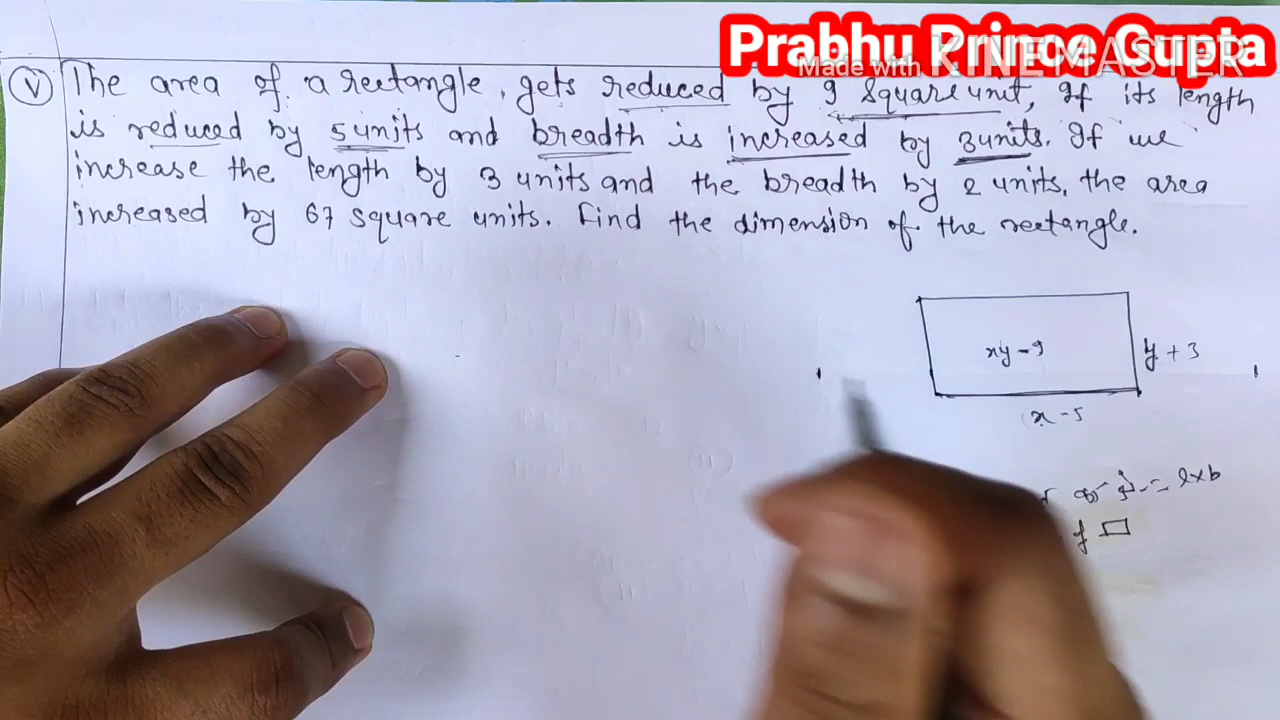 Prabhu Prince Gupta
Made with KINEMASTER
(v) The area of a rectangle, gets reduced by 9 square unit, If its length
is reduced by 5 units and breadth is increased by 3 units. If we
increase the length by 3 units and the breadth by 2 units, the area
increased by 67 square units. Find the dimension of the rectangle.
xy-9
y + 3
x-5
= l×b
f □